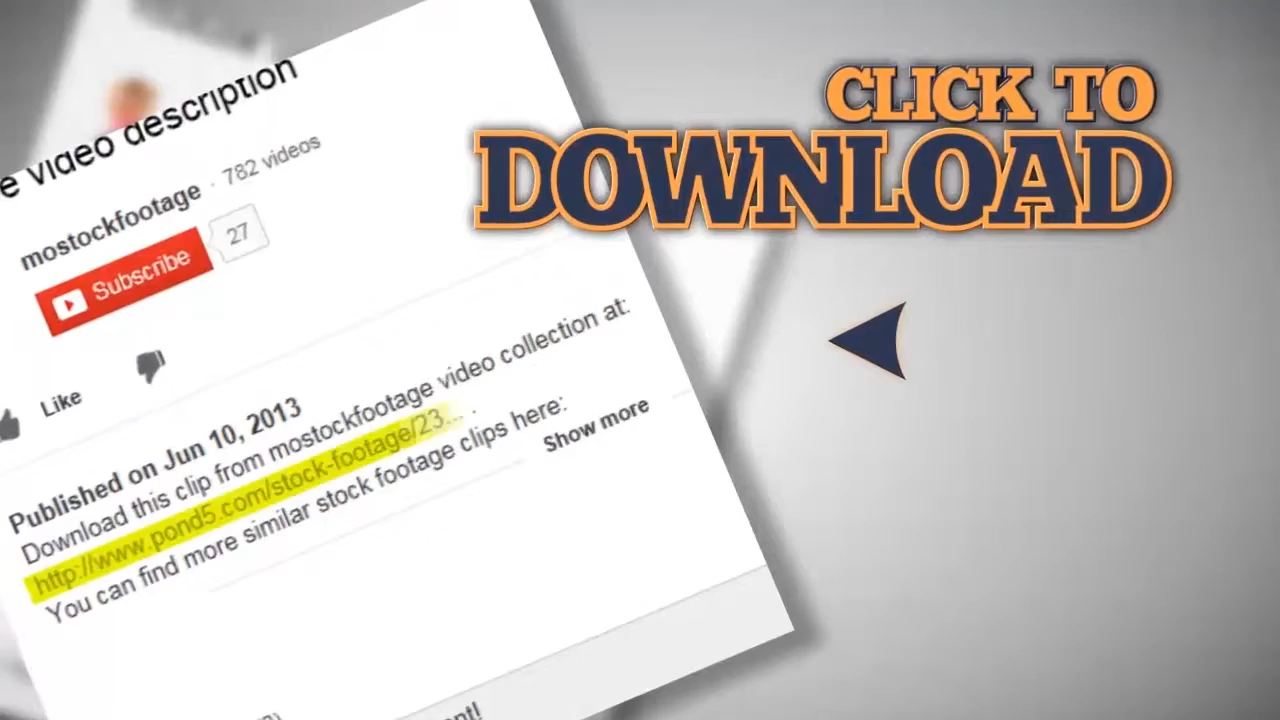 CLICK TO
DOWNLOAD
e video description
mostockfootage · 782 videos
Subscribe 27
Like
Published on Jun 10, 2013
Download this clip from mostockfootage video collection at:
http://www.pond5.com/stock-footage/23... .
You can find more similar stock footage clips here:
Show more